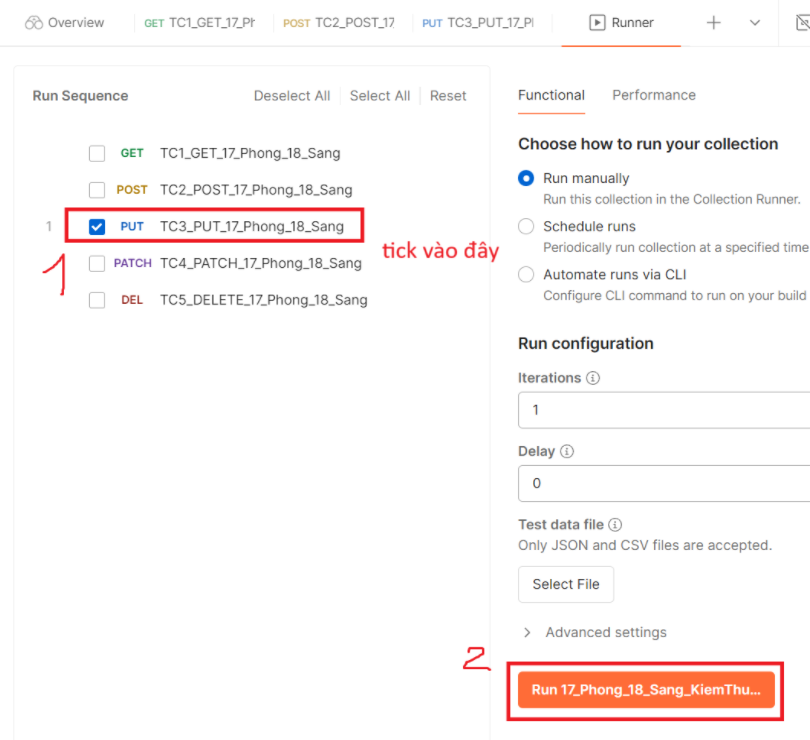 Overview GET TC1_GET_17_Ph POST TC2_POST_17 PUT TC3_PUT_17_P Runner
Run Sequence Deselect All Select All Reset
GET TC1_GET_17_Phong_18_Sang
POST TC2_POST_17_Phong_18_Sang
1 PUT TC3_PUT_17_Phong_18_Sang
tick vào đây
1
PATCH TC4_PATCH_17_Phong_18_Sang
DEL TC5_DELETE_17_Phong_18_Sang
Functional Performance
Choose how to run your collection
Run manually
Run this collection in the Collection Runner.
Schedule runs
Periodically run collection at a specified time
Automate runs via CLI
Configure CLI command to run on your build
Run configuration
Iterations
1
Delay
0
Test data file
Only JSON and CSV files are accepted.
Select File
Advanced settings
2
Run 17_Phong_18_Sang_KiemThu...